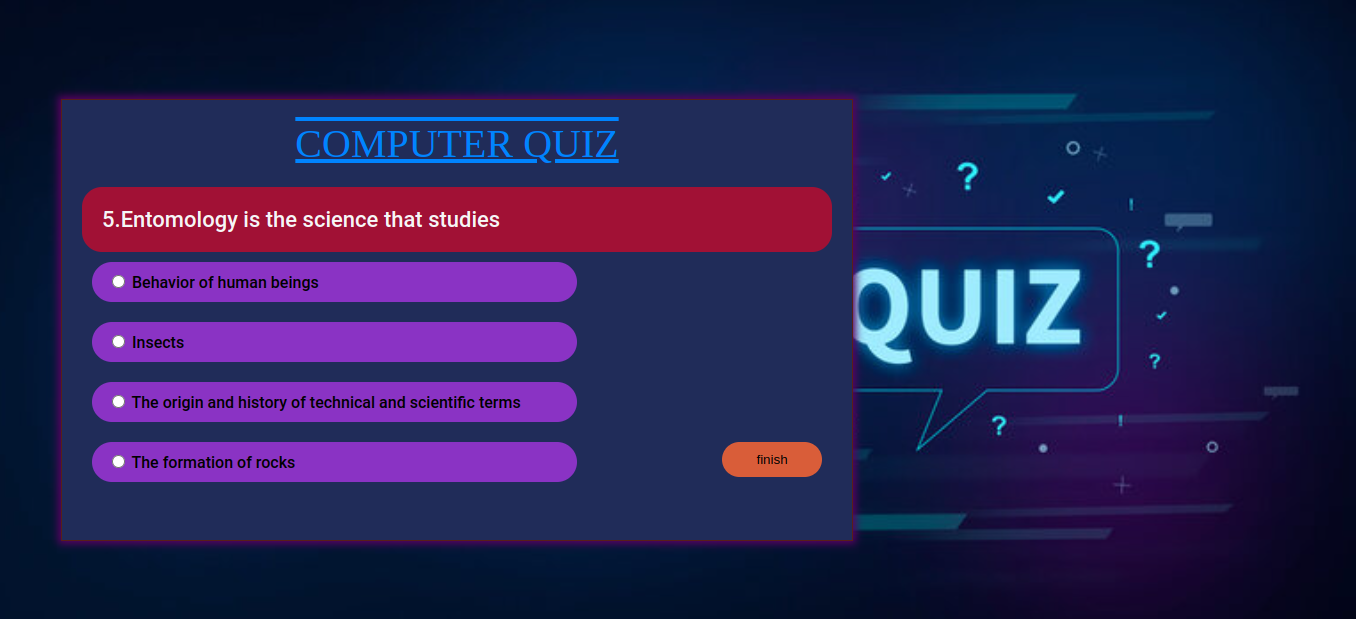 COMPUTER QUIZ
5.Entomology is the science that studies
Behavior of human beings
Insects
The origin and history of technical and scientific terms
The formation of rocks
finish
QUIZ